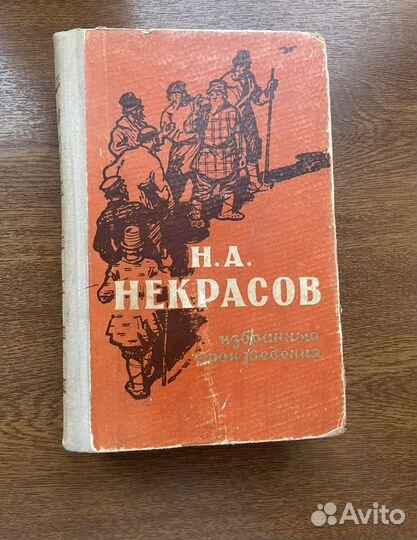 Н. А.
НЕКРАСОВ
избранные
произведения
Avito